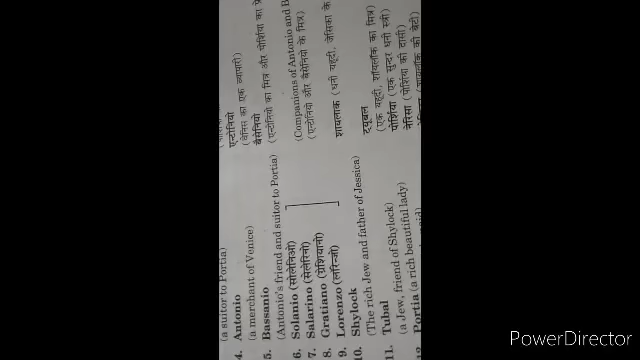 (a suitor to Portia)
4. Antonio
एन्टोनियो
(a merchant of Venice)
(वेनिस का एक व्यापारी)
5. Bassanio
बैसेनियो
(Antonio's friend and suitor to Portia)
(एन्टोनियो का मित्र और पोर्शिया का
6. Solanio (सोलेनिओ)
(Companions of Antonio and B
7. Salarino (सेलेरिनो)
(एन्टोनियो और बैसेनियो के मित्र)
8. Gratiano (ग्रेशियानो)
9. Lorenzo (लॉरेन्जो)
10. Shylock
शायलाक (धनी यहूदी, जेसिका के
(The rich Jew and father of Jessica)
11. Tubal
ट्यूबल
(a Jew, friend of Shylock)
(एक यहूदी, शॉयलॉक का मित्र)
Portia (a rich beautiful lady)
पोर्शिया (एक सुन्दर धनी स्त्री)
नेरिसा (पोर्शिया की दासी)
PowerDirector